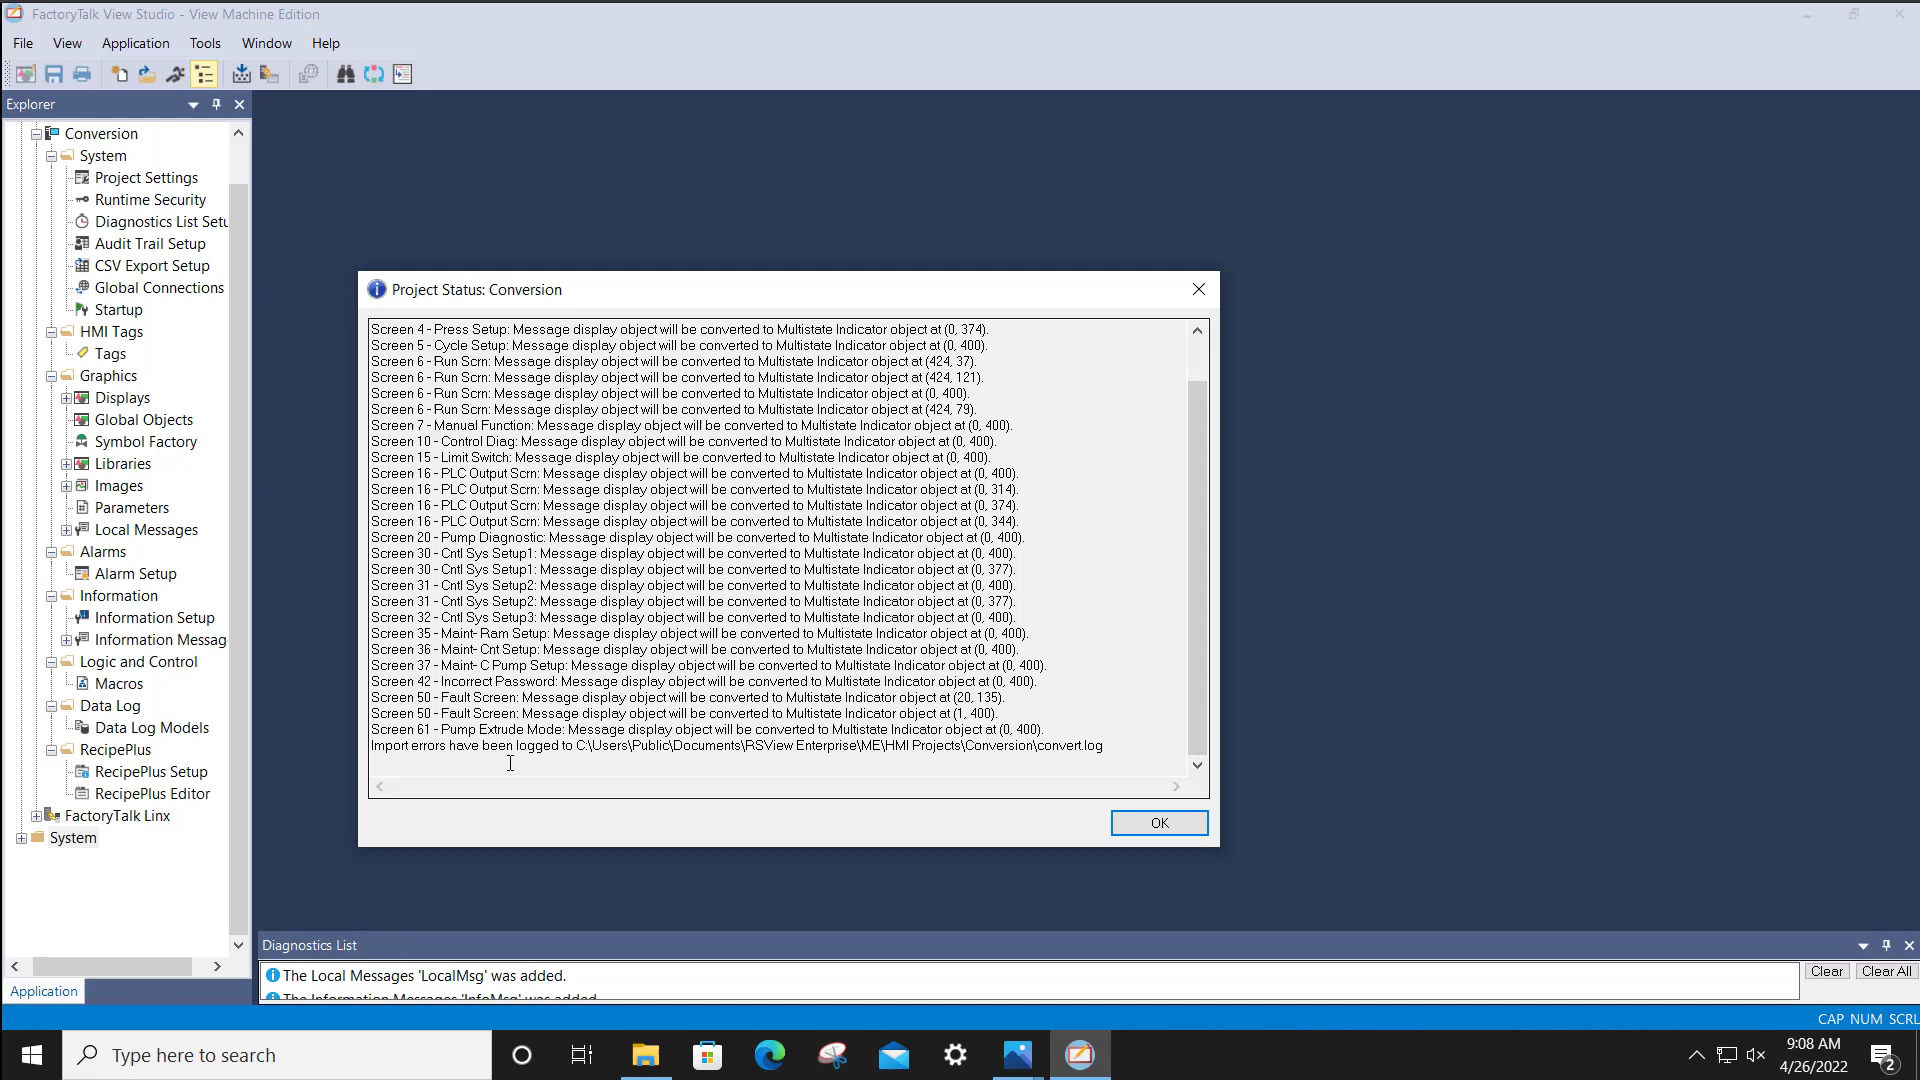 FactoryTalk View Studio - View Machine Edition
File View Application Tools Window Help
Explorer
Conversion
System
Project Settings
Runtime Security
Diagnostics List Setu
Audit Trail Setup
CSV Export Setup
Global Connections
Startup
HMI Tags
Tags
Graphics
Displays
Global Objects
Symbol Factory
Libraries
Images
Parameters
Local Messages
Alarms
Alarm Setup
Information
Information Setup
Information Messag
Logic and Control
Macros
Data Log
Data Log Models
RecipePlus
RecipePlus Setup
RecipePlus Editor
FactoryTalk Linx
System
Application
Project Status: Conversion
Screen 4 - Press Setup: Message display object will be converted to Multistate Indicator object at (0, 374).
Screen 5 - Cycle Setup: Message display object will be converted to Multistate Indicator object at (0, 400).
Screen 6 - Run Scrn: Message display object will be converted to Multistate Indicator object at (424, 37).
Screen 6 - Run Scrn: Message display object will be converted to Multistate Indicator object at (424, 121).
Screen 6 - Run Scrn: Message display object will be converted to Multistate Indicator object at (0, 400).
Screen 6 - Run Scrn: Message display object will be converted to Multistate Indicator object at (424, 79).
Screen 7 - Manual Function: Message display object will be converted to Multistate Indicator object at (0, 400).
Screen 10 - Control Diag: Message display object will be converted to Multistate Indicator object at (0, 400).
Screen 15 - Limit Switch: Message display object will be converted to Multistate Indicator object at (0, 400).
Screen 16 - PLC Output Scrn: Message display object will be converted to Multistate Indicator object at (0, 400).
Screen 16 - PLC Output Scrn: Message display object will be converted to Multistate Indicator object at (0, 314).
Screen 16 - PLC Output Scrn: Message display object will be converted to Multistate Indicator object at (0, 374).
Screen 16 - PLC Output Scrn: Message display object will be converted to Multistate Indicator object at (0, 344).
Screen 20 - Pump Diagnostic: Message display object will be converted to Multistate Indicator object at (0, 400).
Screen 30 - Cntl Sys Setup1: Message display object will be converted to Multistate Indicator object at (0, 400).
Screen 30 - Cntl Sys Setup1: Message display object will be converted to Multistate Indicator object at (0, 377).
Screen 31 - Cntl Sys Setup2: Message display object will be converted to Multistate Indicator object at (0, 400).
Screen 31 - Cntl Sys Setup2: Message display object will be converted to Multistate Indicator object at (0, 377).
Screen 32 - Cntl Sys Setup3: Message display object will be converted to Multistate Indicator object at (0, 400).
Screen 35 - Maint- Ram Setup: Message display object will be converted to Multistate Indicator object at (0, 400).
Screen 36 - Maint- Cnt Setup: Message display object will be converted to Multistate Indicator object at (0, 400).
Screen 37 - Maint- C Pump Setup: Message display object will be converted to Multistate Indicator object at (0, 400).
Screen 42 - Incorrect Password: Message display object will be converted to Multistate Indicator object at (0, 400).
Screen 50 - Fault Screen: Message display object will be converted to Multistate Indicator object at (20, 135).
Screen 50 - Fault Screen: Message display object will be converted to Multistate Indicator object at (1, 400).
Screen 61 - Pump Extrude Mode: Message display object will be converted to Multistate Indicator object at (0, 400).
Import errors have been logged to C:\Users\Public\Documents\RSView Enterprise\ME\HMI Projects\Conversion\convert.log
OK
Diagnostics List
The Local Messages 'LocalMsg' was added.
The Information Messages 'InfoMsg' was added
Clear Clear All
CAP NUM SCRL
Type here to search
9:08 AM
4/26/2022
2